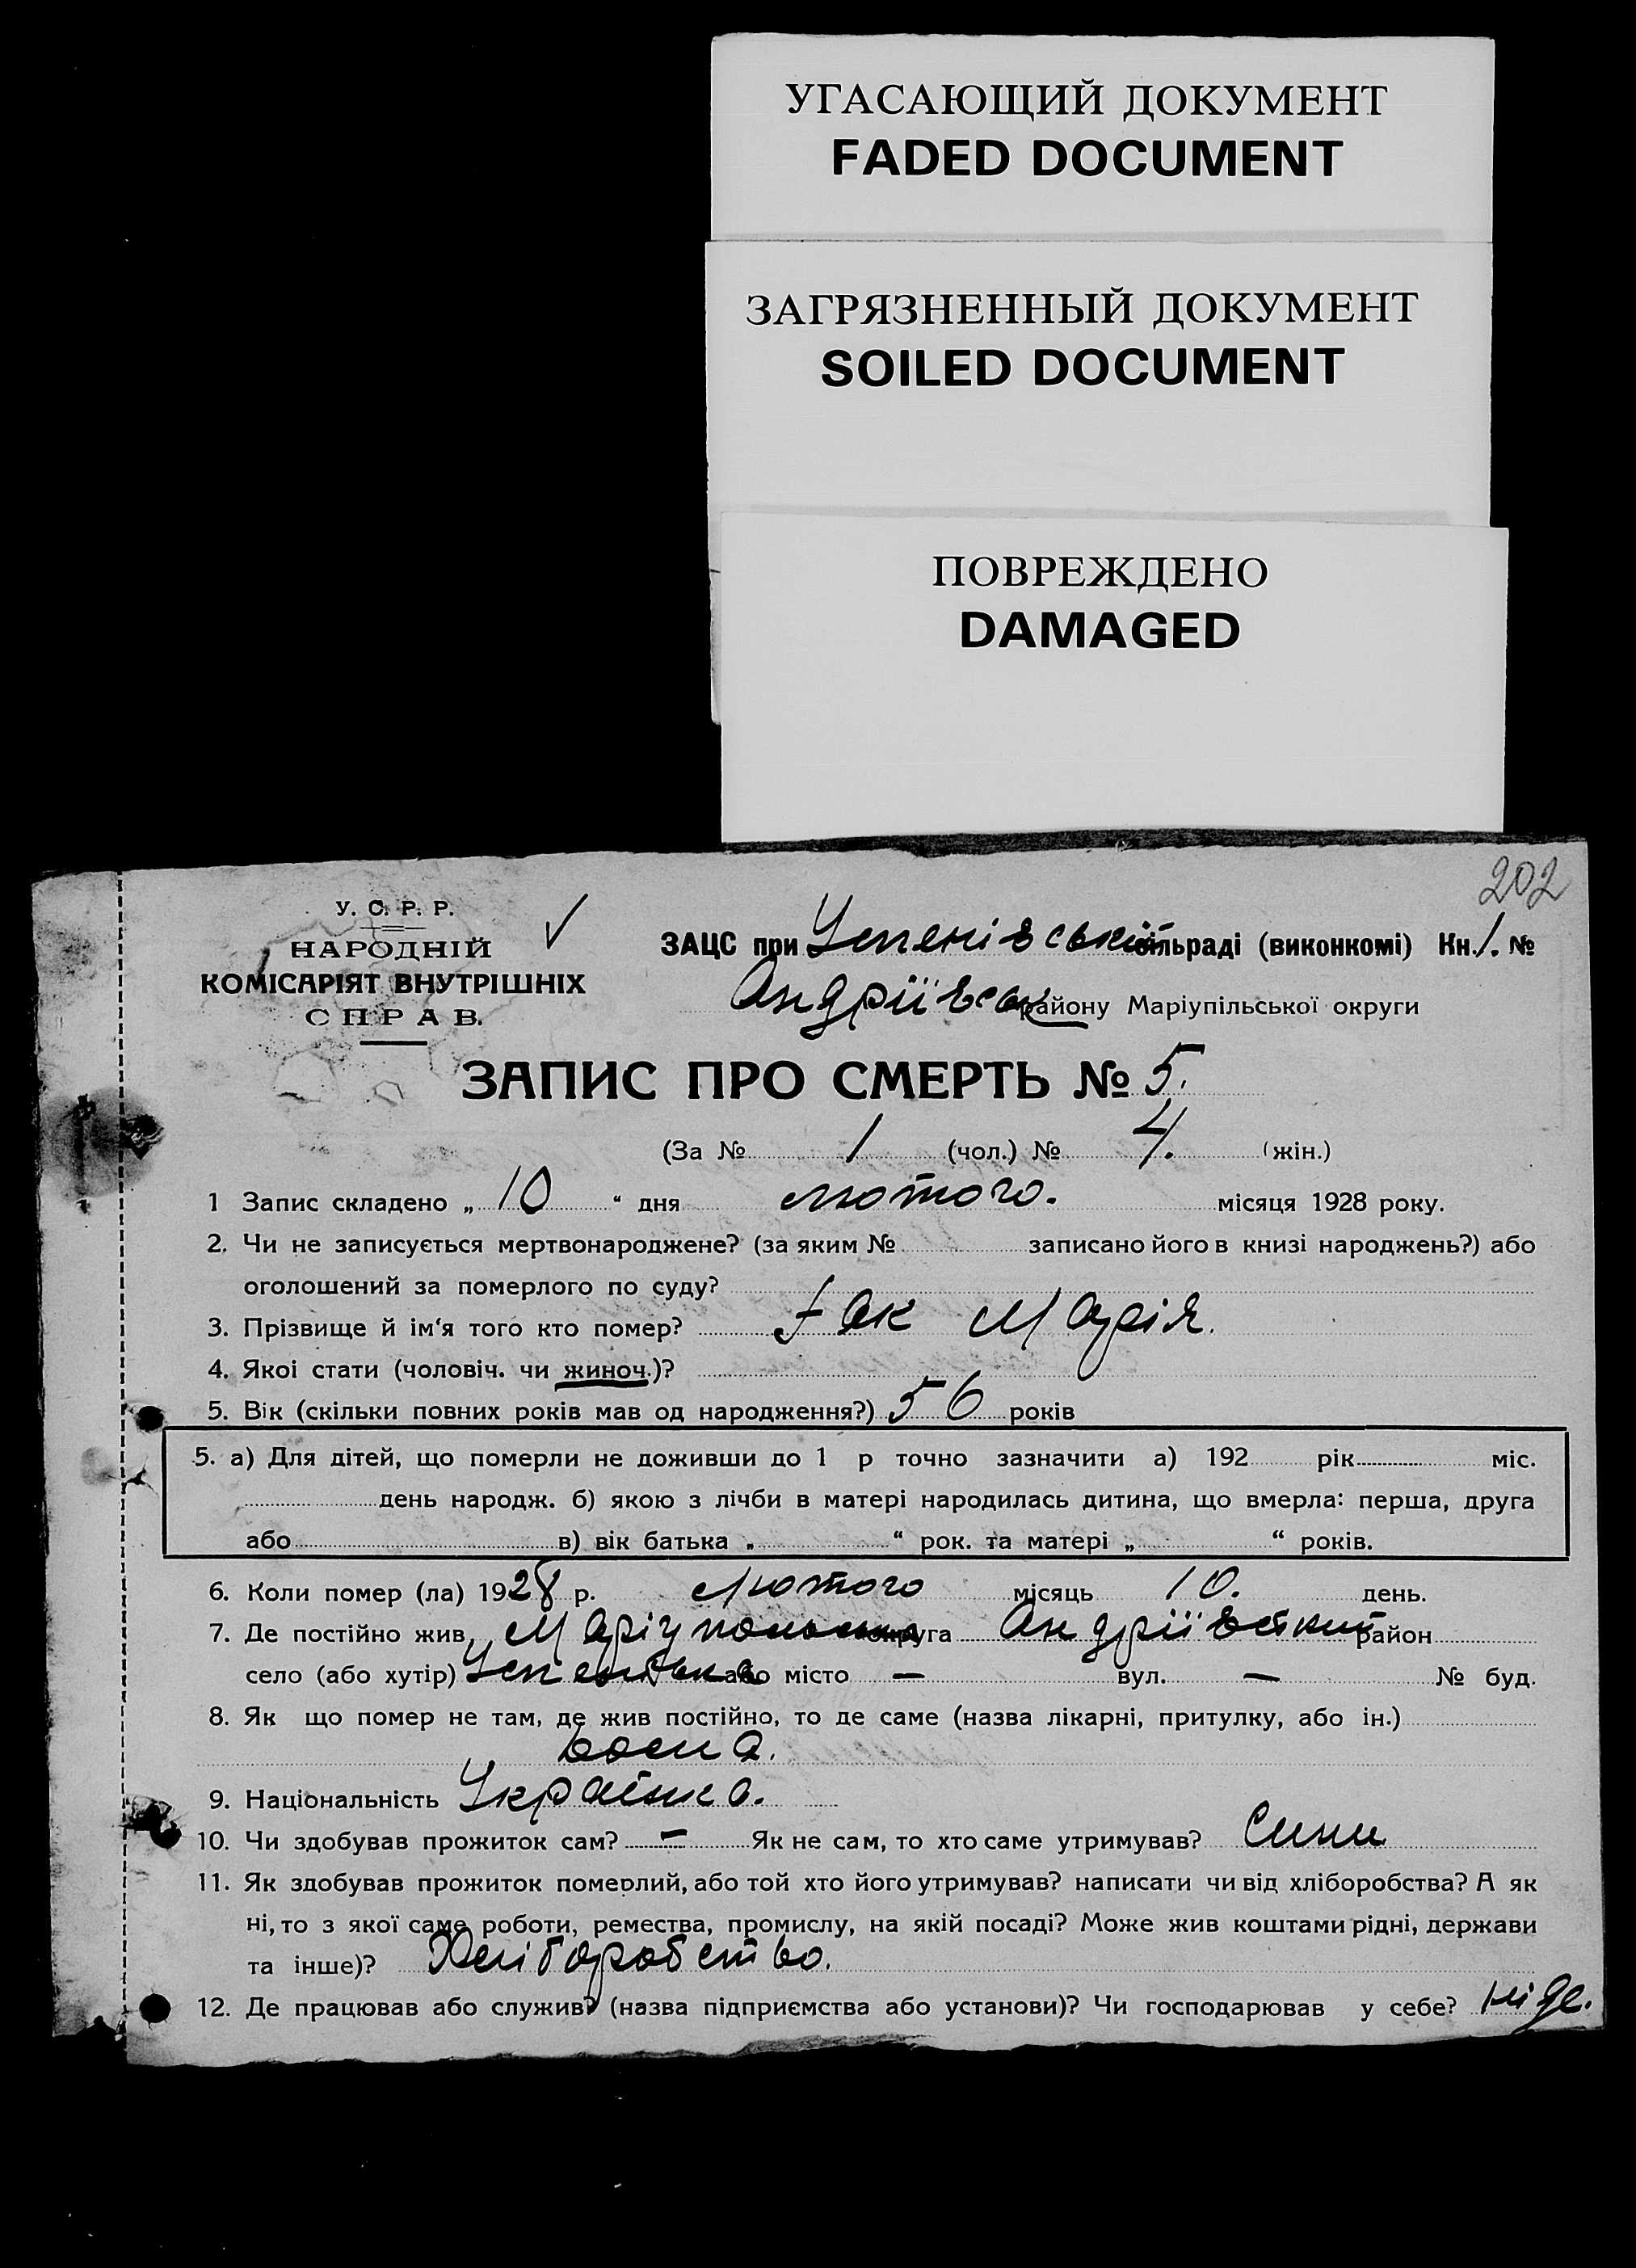 УГАСАЮЩИЙ ДОКУМЕНТ
FADED DOCUMENT
ЗАГРЯЗНЕННЫЙ ДОКУМЕНТ
SOILED DOCUMENT
ПОВРЕЖДЕНО
DAMAGED
202
У. С. Р. Р.
НАРОДНІЙ
КОМІСАРІЯТ ВНУТРІШНІХ
СПРАВ.
ЗАЦС при Успенівський сільраді (виконкомі) Кн. 1. №
Андріївськ району Маріупільської округи
ЗАПИС ПРО СМЕРТЬ № 5.
(За № 1 (чол.) № 4. (жін.)
1 Запис складено „ 10 “ дня лютого. місяця 1928 року.
2. Чи не записується мертвонароджене? (за яким № записано його в книзі народжень?) або
оголошений за померлого по суду?
3. Прізвище й ім‘я того кто помер? Марія.
4. Якої стати (чоловіч. чи жиноч.)?
5. Вік (скільки повних років мав од народження?) 56 років
5. а) Для дітей, що померли не доживши до 1 р точно зазначити а) 192 рік міс.
день народж. б) якою з лічби в матері народилась дитина, що вмерла: перша, друга
або в) вік батька „ “ рок. та матері „ “ років.
6. Коли помер (ла) 1928 р. лютого місяць 10. день.
7. Де постійно жив, Маріупольська округа Андріївский район
село (або хутір) Успенівка або місто — вул. — № буд.
8. Як що помер не там, де жив постійно, то де саме (назва лікарні, притулку, або ін.)
вдома.
9. Національність Українка.
10. Чи здобував прожиток сам? — Як не сам, то хто саме утримував? Сини
11. Як здобував прожиток померлий, або той хто його утримував? написати чи від хліборобства? А як
ні, то з якої саме роботи, ремества, промислу, на якій посаді? Може жив коштами рідні, держави
та інше)? Хліборобство.
12. Де працював або служив? (назва підприємства або установи)? Чи господарював у себе? ніде.